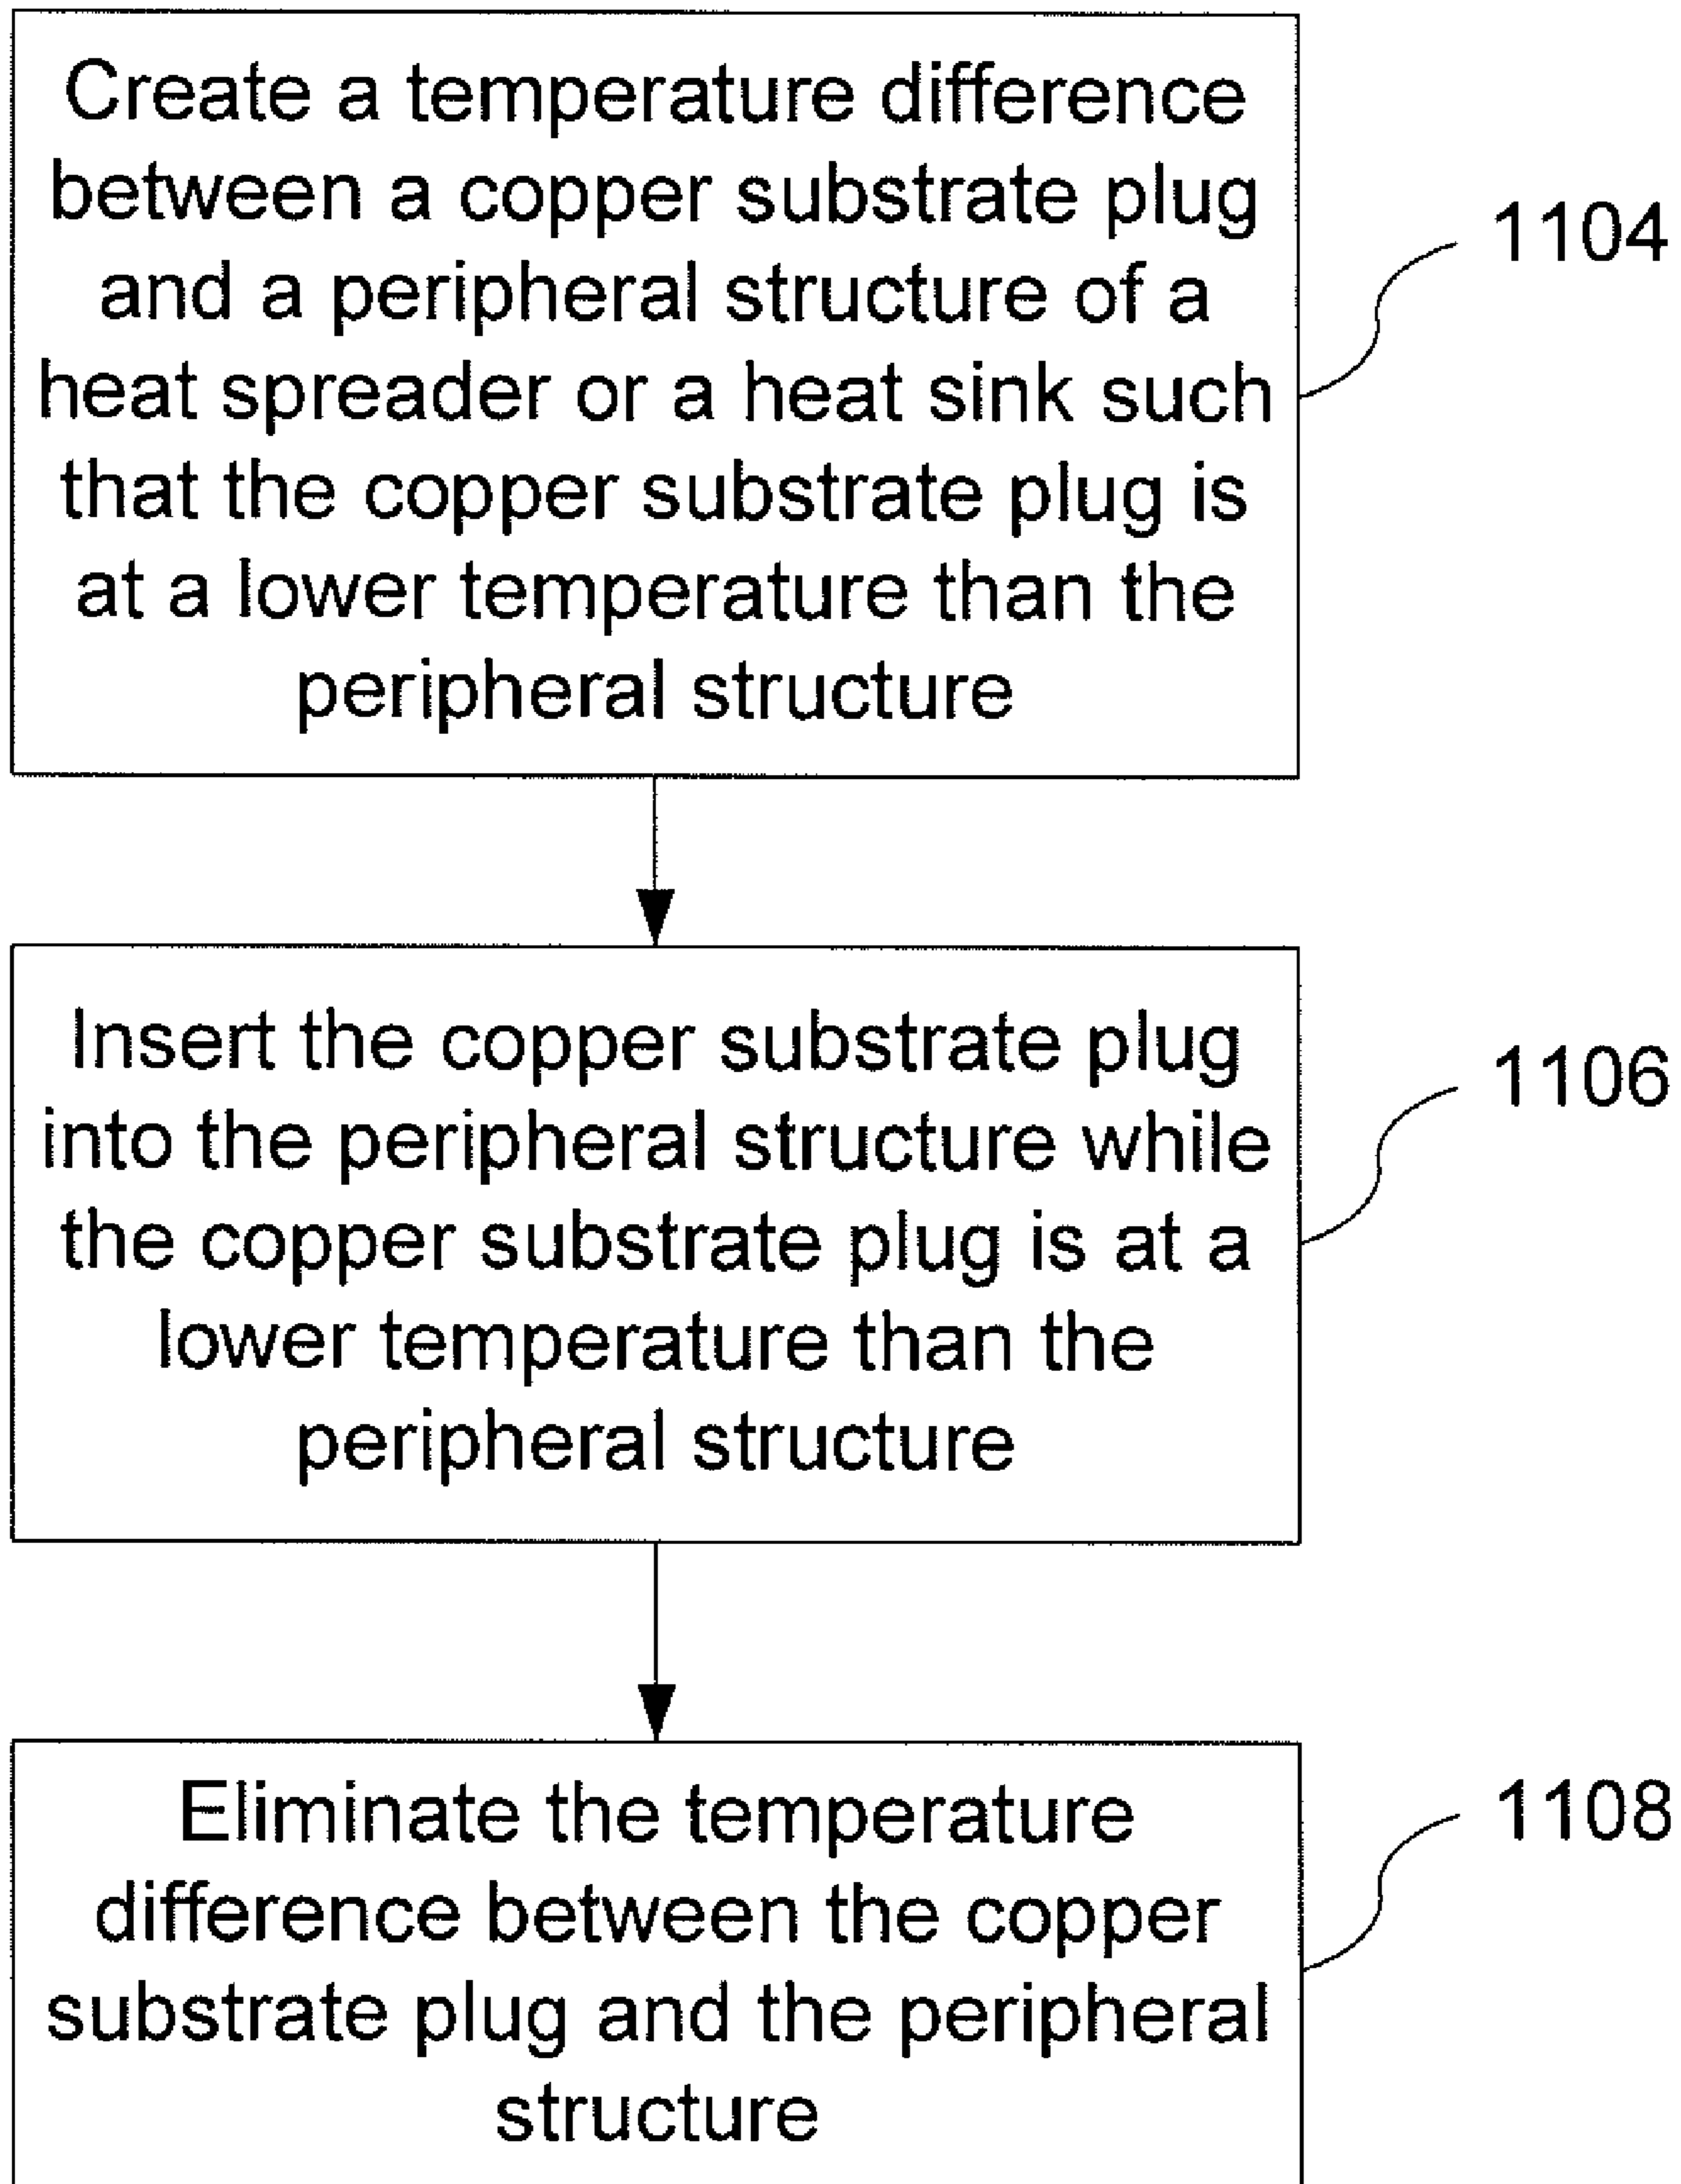 Create a temperature difference
between a copper substrate plug
and a peripheral structure of a
heat spreader or a heat sink such
that the copper substrate plug is
at a lower temperature than the
peripheral structure
1104
Insert the copper substrate plug
into the peripheral structure while
the copper substrate plug is at a
lower temperature than the
peripheral structure
1106
Eliminate the temperature
difference between the copper
substrate plug and the peripheral
structure
1108